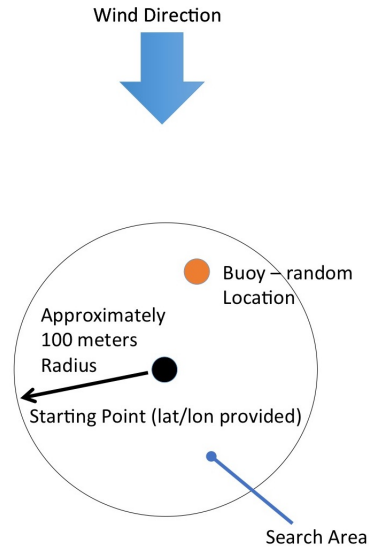 Wind Direction
Buoy – random
Location
Approximately
100 meters
Radius
Starting Point (lat/lon provided)
Search Area